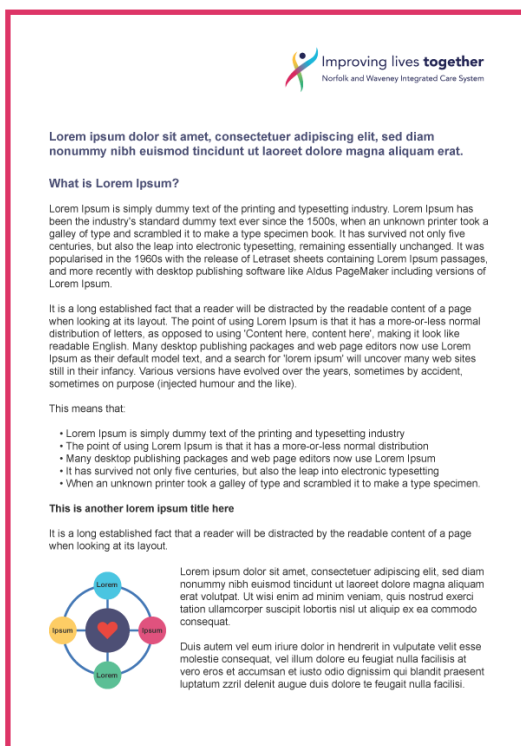 Improving lives together
Norfolk and Waveney Integrated Care System
Lorem ipsum dolor sit amet, consectetuer adipiscing elit, sed diam
nonummy nibh euismod tincidunt ut laoreet dolore magna aliquam erat.
What is Lorem Ipsum?
Lorem Ipsum is simply dummy text of the printing and typesetting industry. Lorem Ipsum has
been the industry's standard dummy text ever since the 1500s, when an unknown printer took a
galley of type and scrambled it to make a type specimen book. It has survived not only five
centuries, but also the leap into electronic typesetting, remaining essentially unchanged. It was
popularised in the 1960s with the release of Letraset sheets containing Lorem Ipsum passages,
and more recently with desktop publishing software like Aldus PageMaker including versions of
Lorem Ipsum.
It is a long established fact that a reader will be distracted by the readable content of a page
when looking at its layout. The point of using Lorem Ipsum is that it has a more-or-less normal
distribution of letters, as opposed to using 'Content here, content here', making it look like
readable English. Many desktop publishing packages and web page editors now use Lorem
Ipsum as their default model text, and a search for 'lorem ipsum' will uncover many web sites
still in their infancy. Various versions have evolved over the years, sometimes by accident,
sometimes on purpose (injected humour and the like).
This means that:
• Lorem Ipsum is simply dummy text of the printing and typesetting industry
• The point of using Lorem Ipsum is that it has a more-or-less normal distribution
• Many desktop publishing packages and web page editors now use Lorem Ipsum
• It has survived not only five centuries, but also the leap into electronic typesetting
• When an unknown printer took a galley of type and scrambled it to make a type specimen.
This is another lorem ipsum title here
It is a long established fact that a reader will be distracted by the readable content of a page
when looking at its layout.
Lorem
Ipsum
Ipsum
Lorem
Lorem ipsum dolor sit amet, consectetuer adipiscing elit, sed diam
nonummy nibh euismod tincidunt ut laoreet dolore magna aliquam
erat volutpat. Ut wisi enim ad minim veniam, quis nostrud exerci
tation ullamcorper suscipit lobortis nisl ut aliquip ex ea commodo
consequat.
Duis autem vel eum iriure dolor in hendrerit in vulputate velit esse
molestie consequat, vel illum dolore eu feugiat nulla facilisis at
vero eros et accumsan et iusto odio dignissim qui blandit praesent
luptatum zzril delenit augue duis dolore te feugait nulla facilisi.